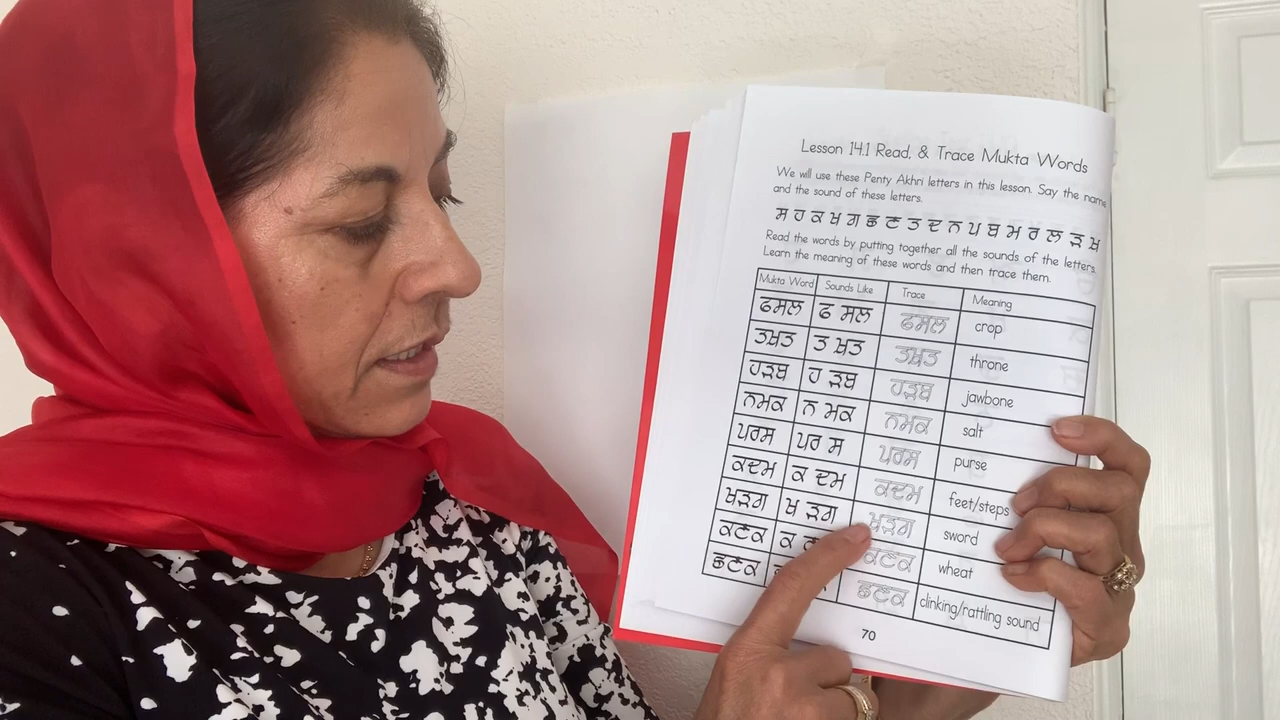 Lesson 14.1 Read, & Trace Mukta Words
We will use these Penty Akhri letters in this lesson. Say the name
and the sound of these letters.
ਸ ਹ ਕ ਖ ਗ ਛ ਣ ਤ ਦ ਨ ਪ ਬ ਮ ਰ ਲ ੜ ਖ਼
Read the words by putting together all the sounds of the letters.
Learn the meaning of these words and then trace them.
Mukta Word Sounds Like Trace Meaning
ਫਸਲ ਫ ਸਲ ਫਸਲ crop
ਤਖ਼ਤ ਤ ਖ਼ਤ ਤਖ਼ਤ throne
ਹੜਬ ਹ ੜਬ ਹੜਬ jawbone
ਨਮਕ ਨ ਮਕ ਨਮਕ salt
ਪਰਸ ਪਰ ਸ ਪਰਸ purse
ਕਦਮ ਕ ਦਮ ਕਦਮ feet/steps
ਖੜਗ ਖ ੜਗ ਖੜਗ sword
ਕਣਕ ਕ ਕਣਕ wheat
ਛਣਕ ਛਣਕ clinking/rattling sound
70